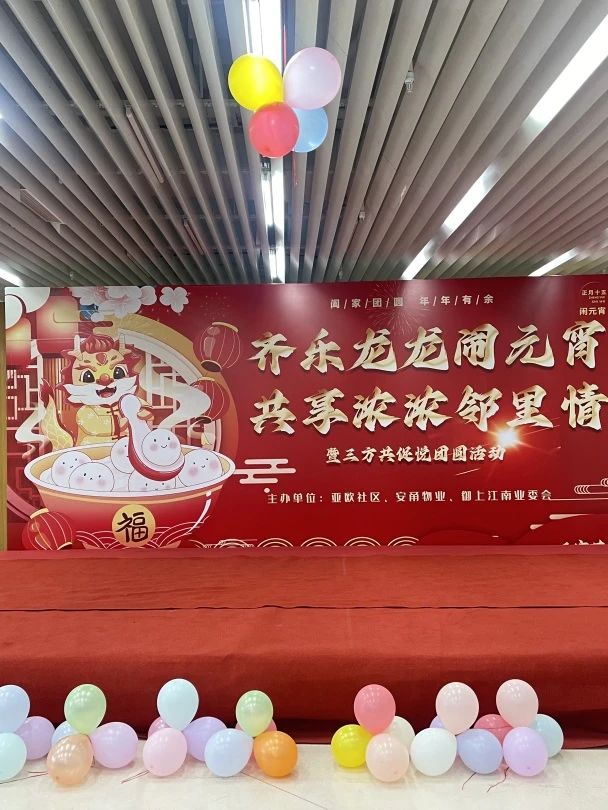 阖/家/团/圆 年/年/有/余
正月十五
闹元宵
齐乐龙龙闹元宵
共享浓浓邻里情
暨三方共促悦团圆活动
主办单位：亚欧社区、安甬物业、御上江南业委会
福